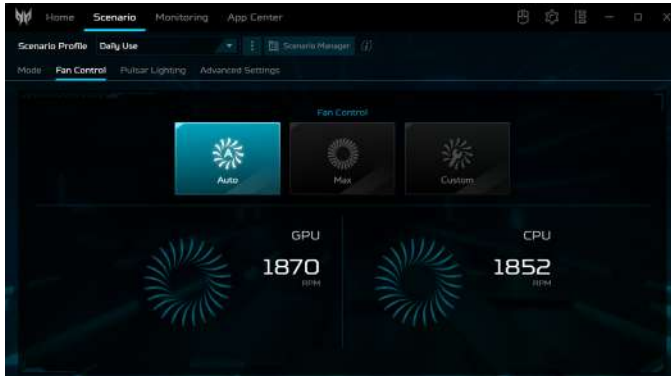 Home Scenario Monitoring App Center
Scenario Profile Daily Use Scenario Manager
Mode Fan Control Pulsar Lighting Advanced Settings
Fan Control
Auto Max Custom
GPU CPU
1870 1852
RPM RPM